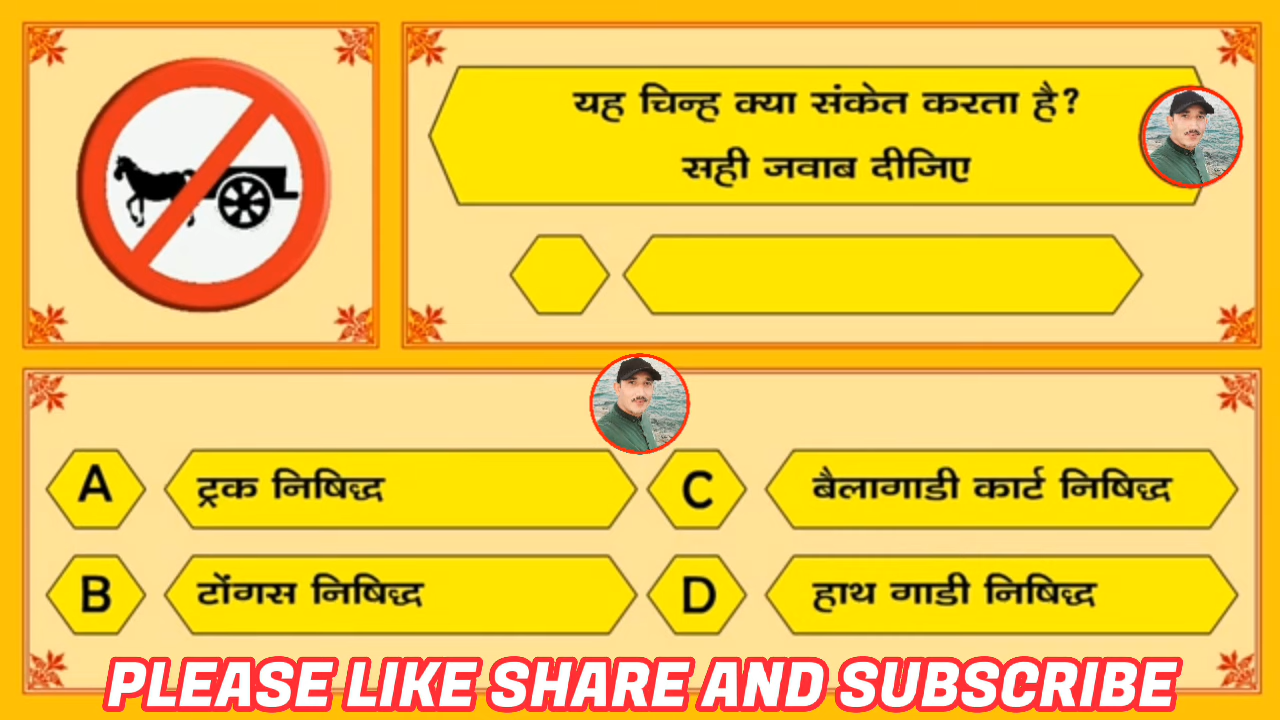 यह चिन्ह क्या संकेत करता है?
सही जवाब दीजिए
A ट्रक निषिद्ध
C बैलागाडी कार्ट निषिद्ध
B टोंगस निषिद्ध
D हाथ गाडी निषिद्ध
PLEASE LIKE SHARE AND SUBSCRIBE